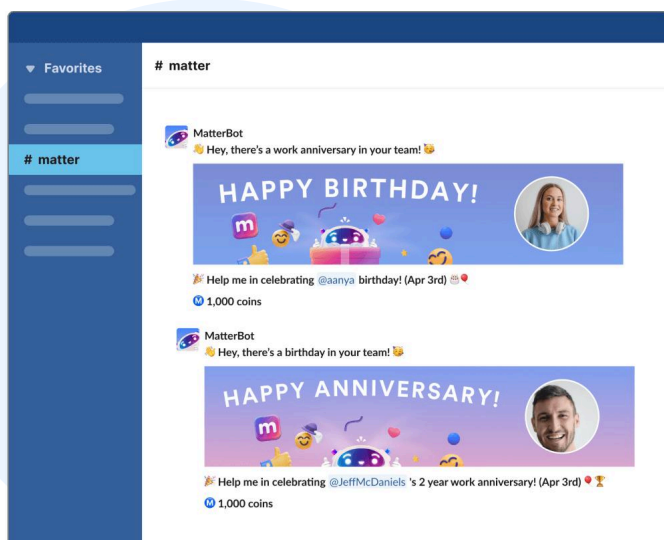 Favorites
# matter
# matter
MatterBot
👋 Hey, there's a work anniversary in your team! 🥳
HAPPY BIRTHDAY!
m
🎉 Help me in celebrating @aanya birthday! (Apr 3rd) 🎂🎈
M 1,000 coins
MatterBot
👋 Hey, there's a birthday in your team! 🥳
HAPPY ANNIVERSARY!
m
🎉 Help me in celebrating @JeffMcDaniels 's 2 year work anniversary! (Apr 3rd) 🎈 🏆
M 1,000 coins